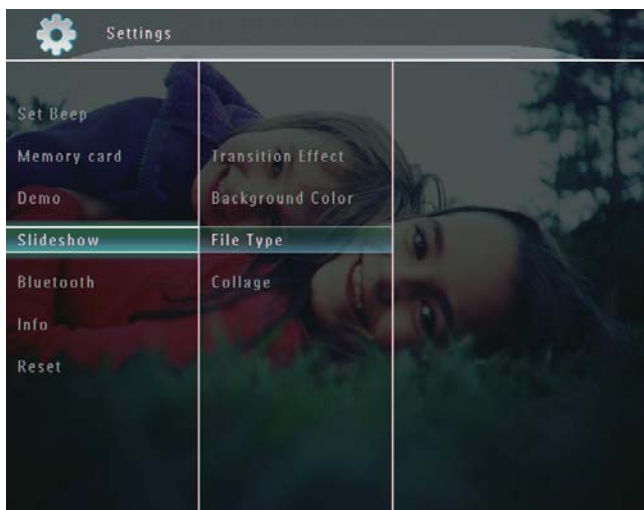 Settings
Set Beep
Memory card
Transition Effect
Demo
Background Color
Slideshow
File Type
Bluetooth
Collage
Info
Reset